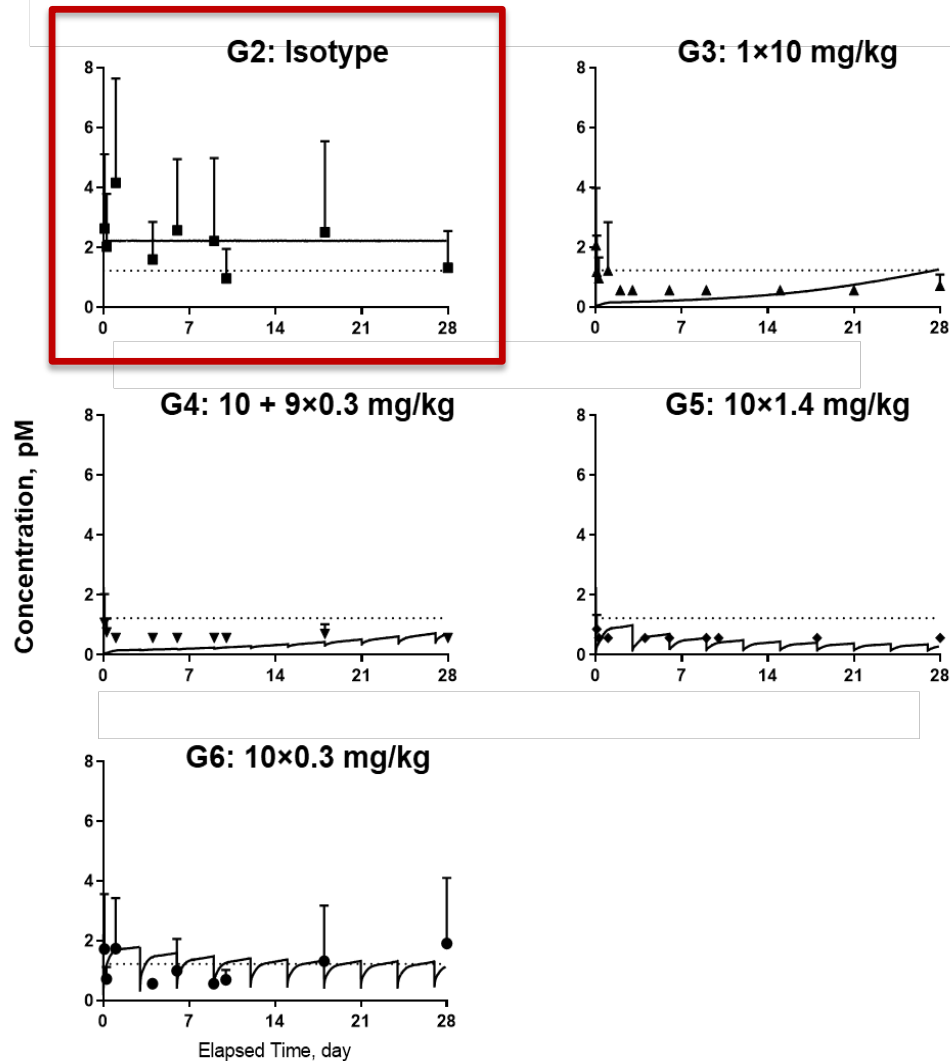 G2: Isotype
8
6
4
2
0
0 7 14 21 28
G3: 1×10 mg/kg
8
6
4
2
0
0 7 14 21 28
Concentration, pM
G4: 10 + 9×0.3 mg/kg
8
6
4
2
0
0 7 14 21 28
G5: 10×1.4 mg/kg
8
6
4
2
0
0 7 14 21 28
G6: 10×0.3 mg/kg
8
6
4
2
0
0 7 14 21 28
Elapsed Time, day